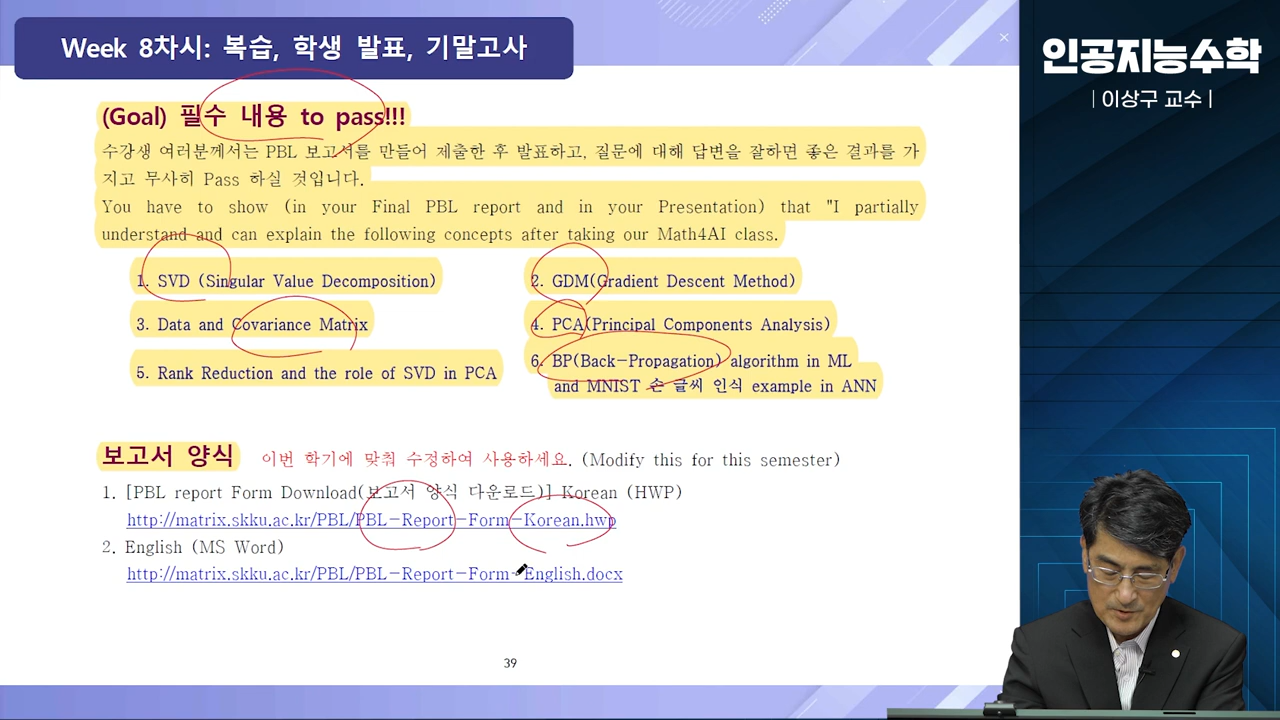 Week 8차시: 복습, 학생 발표, 기말고사
인공지능수학
| 이상구 교수 |
(Goal) 필수 내용 to pass!!!
수강생 여러분께서는 PBL 보고서를 만들어 제출한 후 발표하고, 질문에 대해 답변을 잘하면 좋은 결과를 가
지고 무사히 Pass 하실 것입니다.
You have to show (in your Final PBL report and in your Presentation) that "I partially
understand and can explain the following concepts after taking our Math4AI class.
1. SVD (Singular Value Decomposition)
2. GDM(Gradient Descent Method)
3. Data and Covariance Matrix
4. PCA(Principal Components Analysis)
5. Rank Reduction and the role of SVD in PCA
6. BP(Back-Propagation) algorithm in ML
and MNIST 손 글씨 인식 example in ANN
보고서 양식 이번 학기에 맞춰 수정하여 사용하세요. (Modify this for this semester)
1. [PBL report Form Download(보고서 양식 다운로드)] Korean (HWP)
http://matrix.skku.ac.kr/PBL/PBL-Report-Form-Korean.hwp
2. English (MS Word)
http://matrix.skku.ac.kr/PBL/PBL-Report-Form-English.docx
39